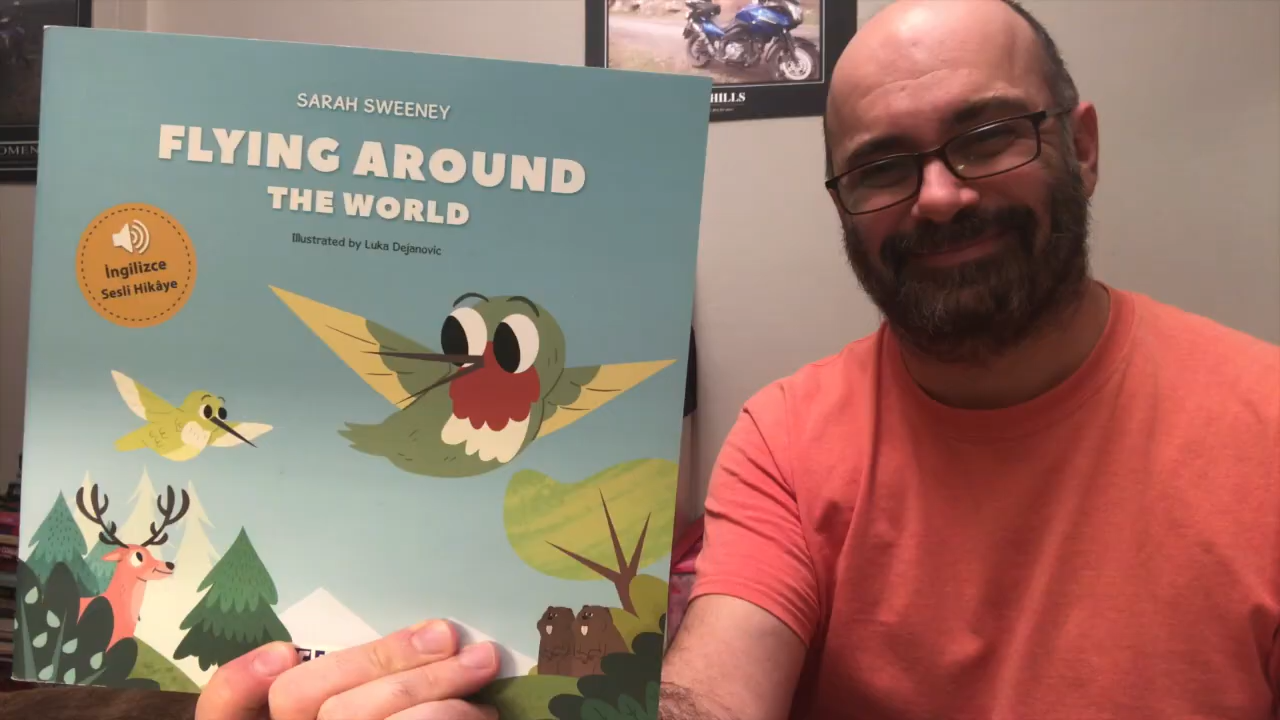 HILLS
SARAH SWEENEY
FLYING AROUND
THE WORLD
Illustrated by Luka Dejanovic
İngilizce
Sesli Hikâye